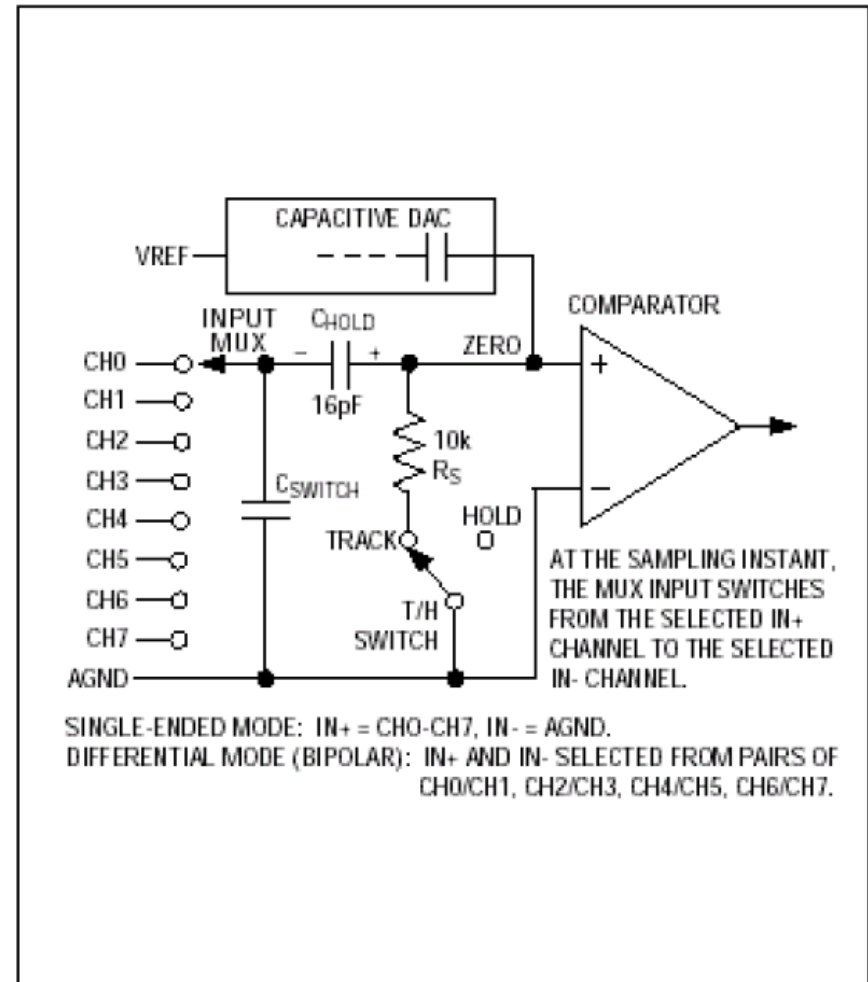 CAPACITIVE DAC
VREF
COMPARATOR
INPUT
MUX
CHOLD
ZERO
− +
+
16pF
CH0
CH1
CH2
CH3
CH4
CH5
CH6
CH7
AGND
10k
RS
CSWITCH
−
HOLD
TRACK
T/H
SWITCH
AT THE SAMPLING INSTANT,
THE MUX INPUT SWITCHES
FROM THE SELECTED IN+
CHANNEL TO THE SELECTED
IN- CHANNEL.
SINGLE-ENDED MODE: IN+ = CHO-CH7, IN- = AGND.
DIFFERENTIAL MODE (BIPOLAR): IN+ AND IN- SELECTED FROM PAIRS OF
CH0/CH1, CH2/CH3, CH4/CH5, CH6/CH7.